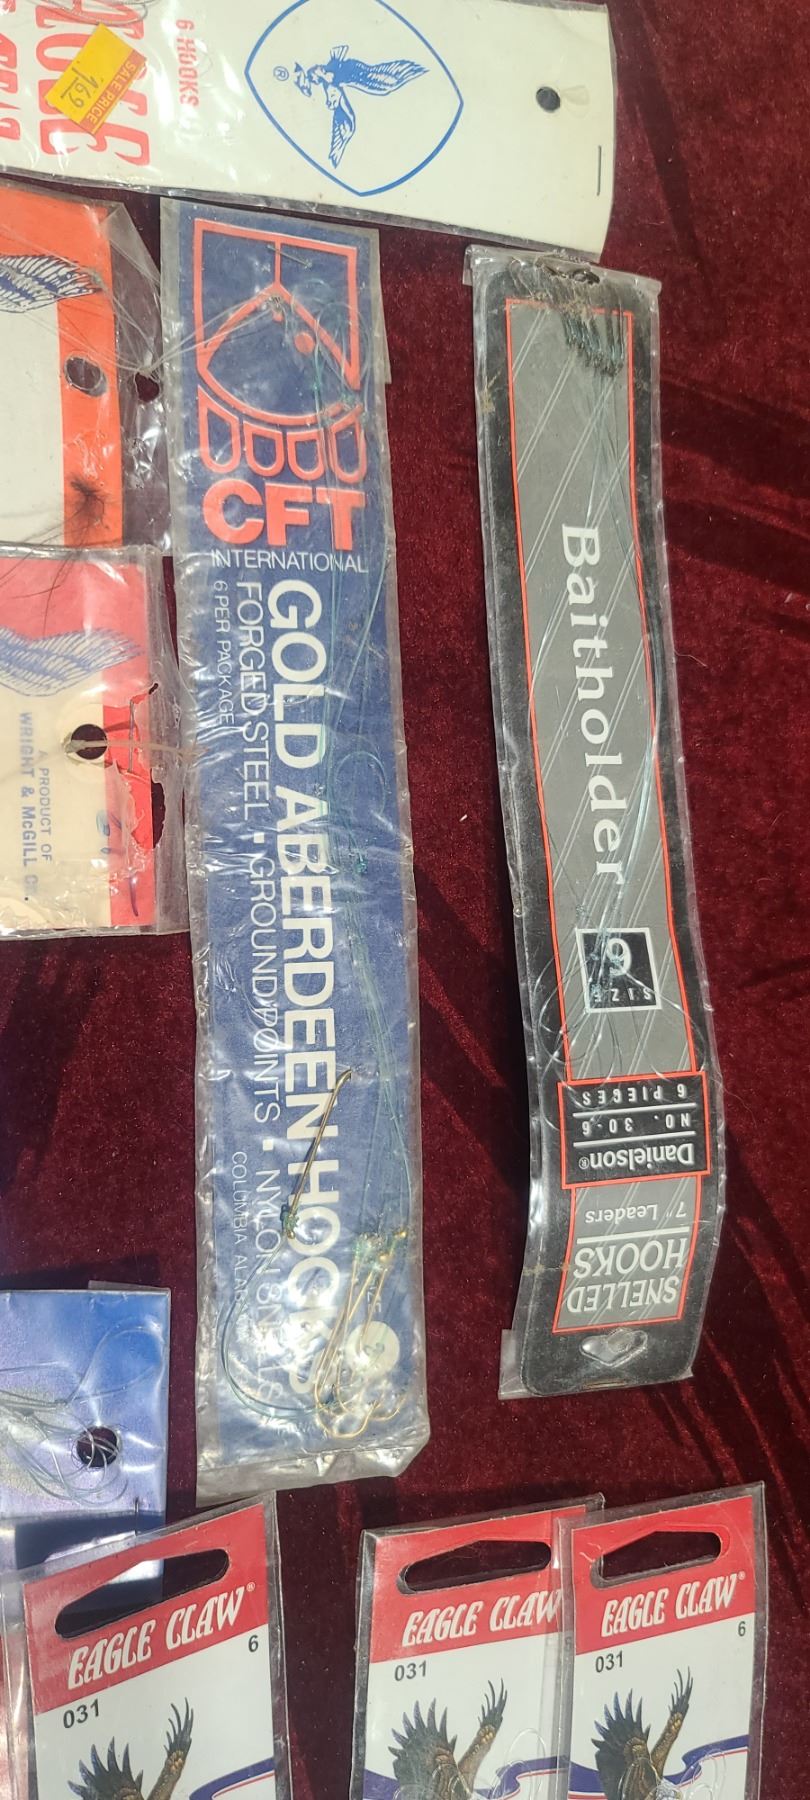 6 HOOKS
SALE PRICE
1.69
®
CFT
INTERNATIONAL
GOLD ABERDEEN HOOKS
FORGED STEEL • GROUND POINTS • NYLON SNELLS
6 PER PACKAGE
A PRODUCT OF
WRIGHT & McGILL
Baitholder
SIZE
6
Danielson®
NO. 30-6
6 PIECES
SNELLED
HOOKS
7" Leaders
EAGLE CLAW®
031
6
EAGLE CLAW
031
EAGLE CLAW®
031
6